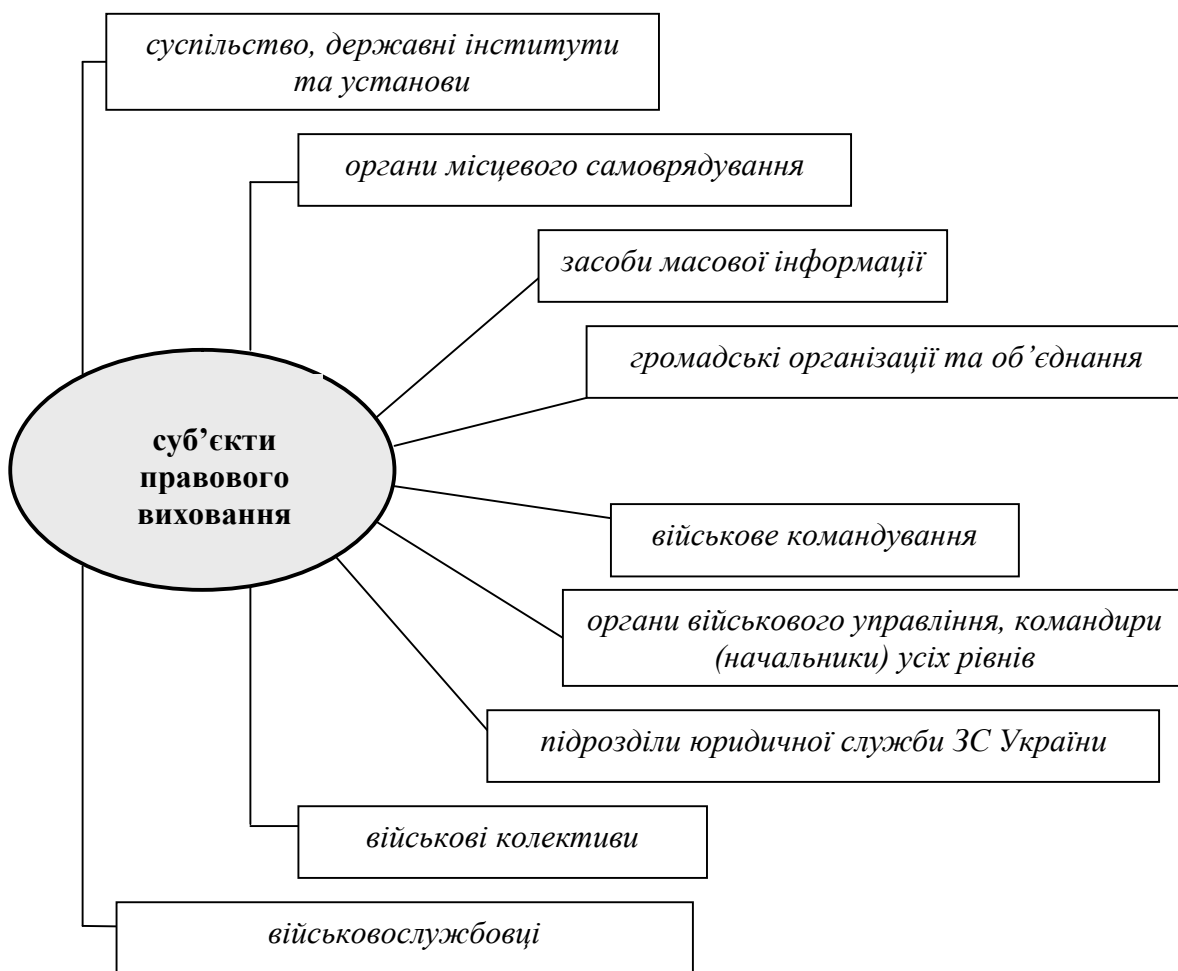 суспільство, державні інститути
та установи
органи місцевого самоврядування
засоби масової інформації
громадські організації та об’єднання
суб’єкти
правового
виховання
військове командування
органи військового управління, командири
(начальники) усіх рівнів
підрозділи юридичної служби ЗС України
військові колективи
військовослужбовці